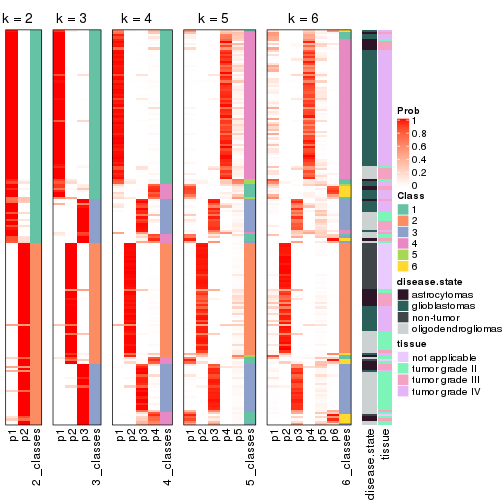 k = 2
k = 3
k = 4
k = 5
k = 6
p1
p2
2_classes
p1
p2
p3
3_classes
p1
p2
p3
p4
4_classes
p1
p2
p3
p4
p5
5_classes
p1
p2
p3
p4
p5
p6
6_classes
disease.state
tissue
Prob
1
0.8
0.6
0.4
0.2
0
Class
1
2
3
4
5
6
disease.state
astrocytomas
glioblastomas
non-tumor
oligodendrogliomas
tissue
not applicable
tumor grade II
tumor grade III
tumor grade IV